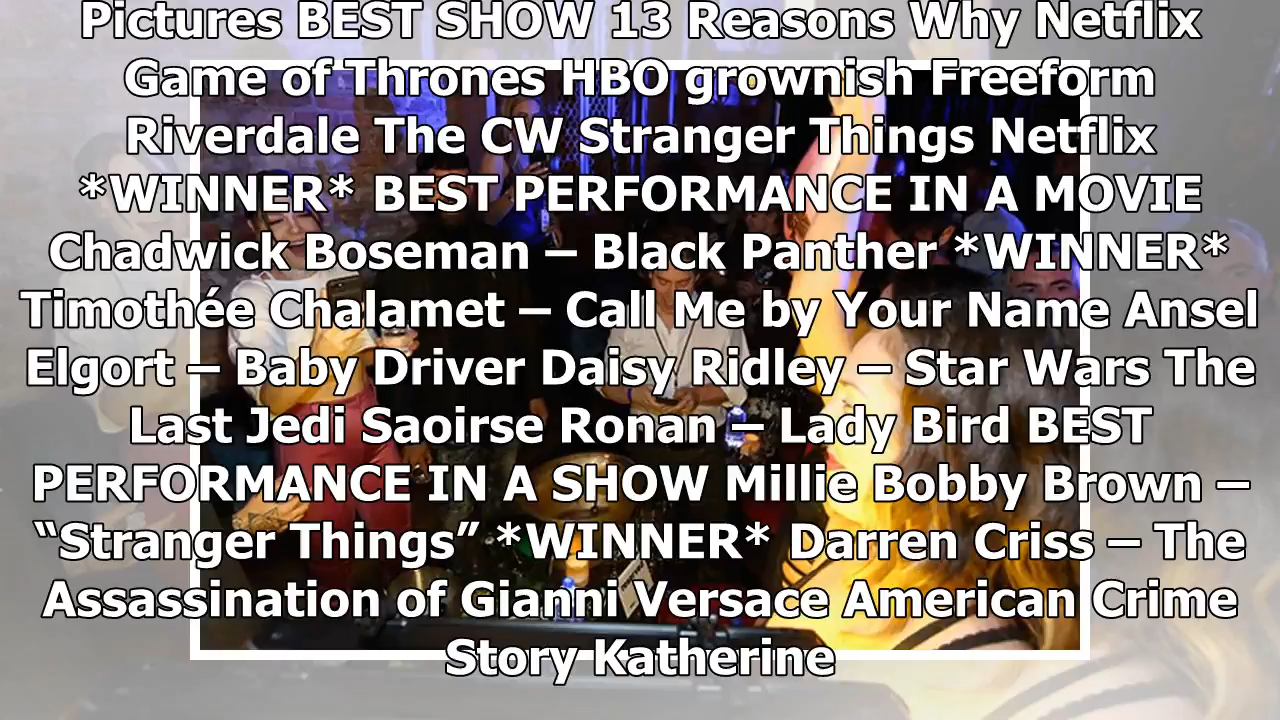 Pictures BEST SHOW 13 Reasons Why Netflix
Game of Thrones HBO grownish Freeform
Riverdale The CW Stranger Things Netflix
*WINNER* BEST PERFORMANCE IN A MOVIE
Chadwick Boseman – Black Panther *WINNER*
Timothée Chalamet – Call Me by Your Name Ansel
Elgort – Baby Driver Daisy Ridley – Star Wars The
Last Jedi Saoirse Ronan – Lady Bird BEST
PERFORMANCE IN A SHOW Millie Bobby Brown –
“Stranger Things” *WINNER* Darren Criss – The
Assassination of Gianni Versace American Crime
Story Katherine